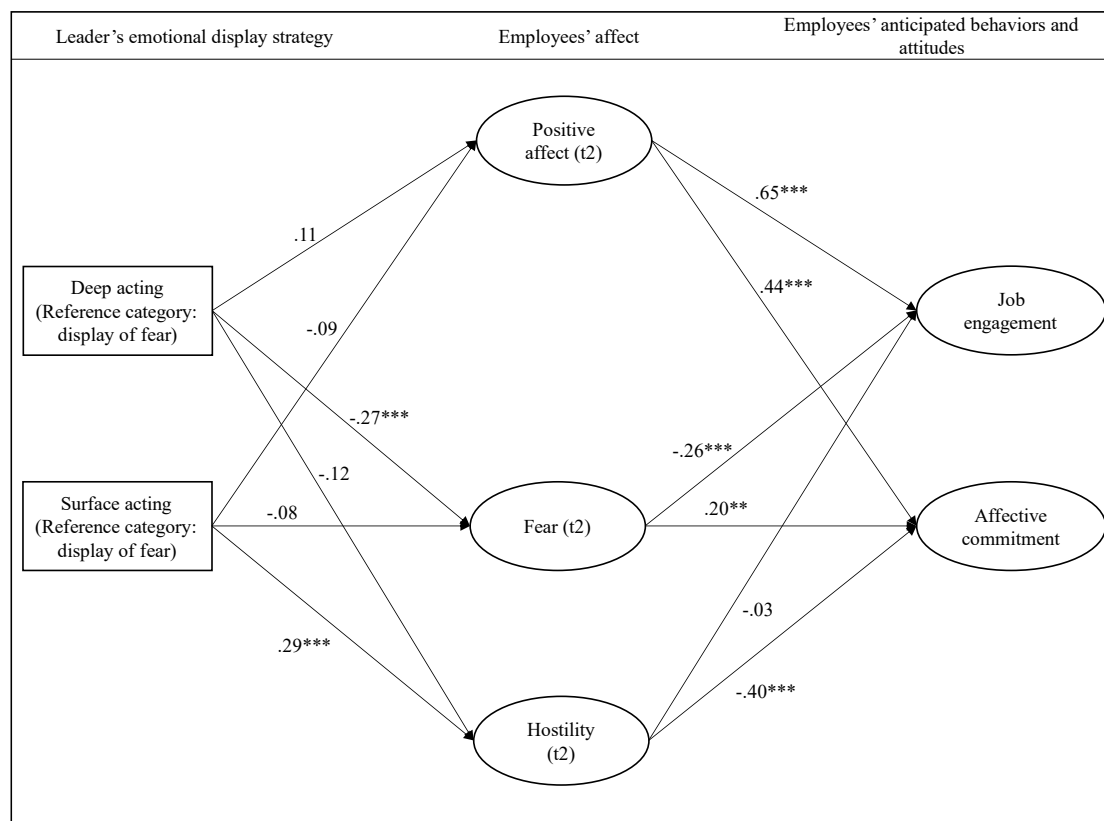 Leader’s emotional display strategy
Employees’ affect
Employees’ anticipated behaviors and
attitudes
Positive
affect (t2)
.65***
.11
.44***
Deep acting
(Reference category:
display of fear)
Job
engagement
-.09
-.27***
-.26***
-.12
Surface acting
(Reference category:
display of fear)
-.08
Fear (t2)
.20**
Affective
commitment
-.03
.29***
-.40***
Hostility
(t2)